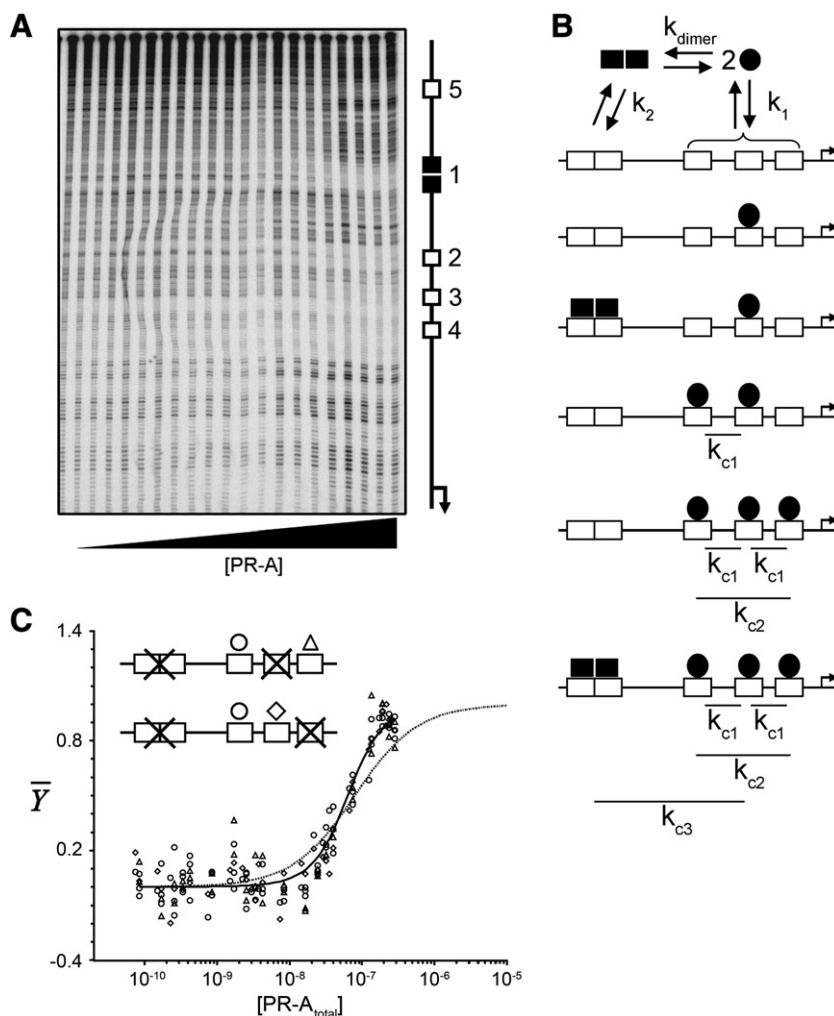 A
5
1
2
3
4
[PR-A]
B
k_dimer
2
k_2
k_1
k_c1
k_c1 k_c1
k_c2
k_c1 k_c1
k_c2
k_c3
C
1.4
0.8
0.2
-0.4
Y̅
10^-10 10^-9 10^-8 10^-7 10^-6 10^-5
[PR-A_total]